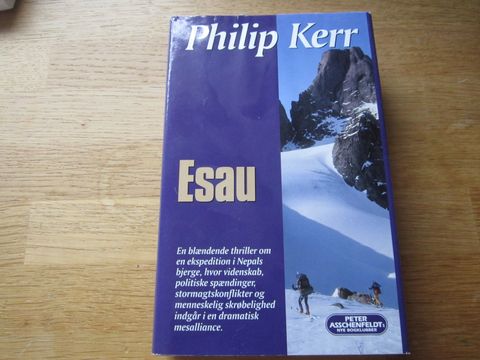 Philip Kerr
Esau
En blændende thriller om
en ekspedition i Nepals
bjerge, hvor videnskab,
politiske spændinger,
stormagtskonflikter og
menneskelig skrøbelighed
indgår i en dramatisk
mesalliance.
PETER
ASSCHENFELDT's
NYE BOGKLUBBER